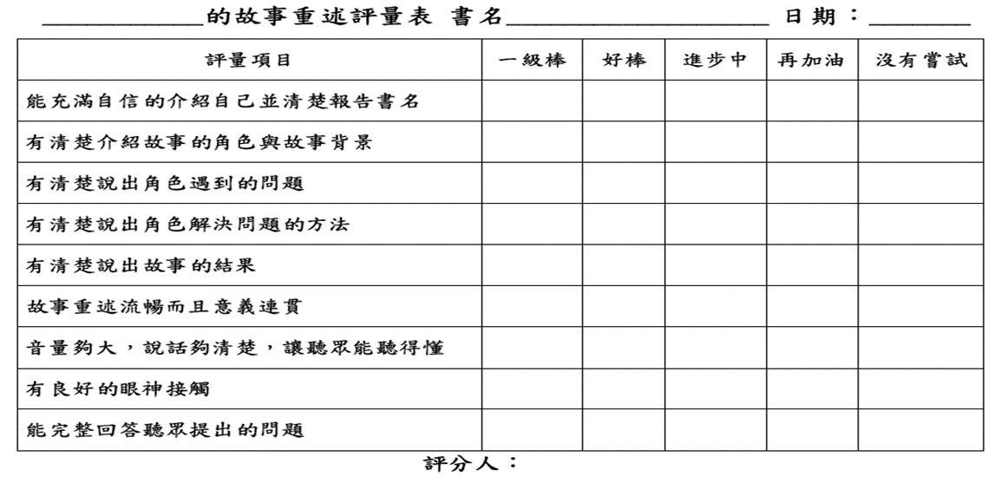 ___________的故事重述評量表 書名__________________ 日期：_______
評量項目 一級棒 好棒 進步中 再加油 沒有嘗試
能充滿自信的介紹自己並清楚報告書名
有清楚介紹故事的角色與故事背景
有清楚說出角色遇到的問題
有清楚說出角色解決問題的方法
有清楚說出故事的結果
故事重述流暢而且意義連貫
音量夠大，說話夠清楚，讓聽眾能聽得懂
有良好的眼神接觸
能完整回答聽眾提出的問題
評分人：